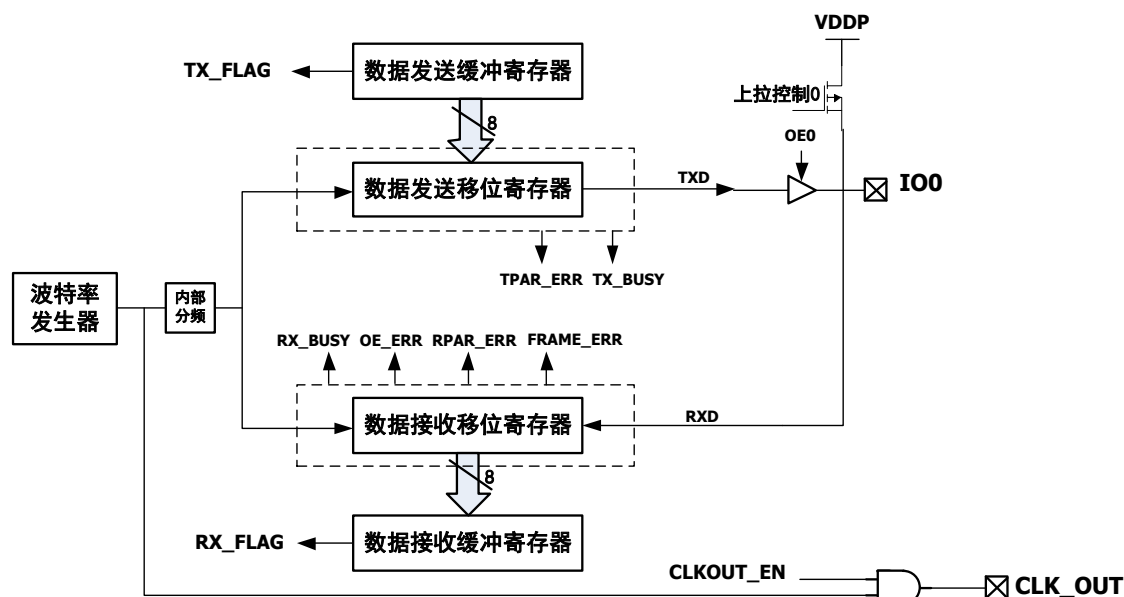 VDDP
TX_FLAG
数据发送缓冲寄存器
上拉控制0
8
OE0
数据发送移位寄存器
TXD
IO0
TPAR_ERR
TX_BUSY
波特率
发生器
内部
分频
RX_BUSY
OE_ERR
RPAR_ERR
FRAME_ERR
数据接收移位寄存器
RXD
8
RX_FLAG
数据接收缓冲寄存器
CLKOUT_EN
CLK_OUT